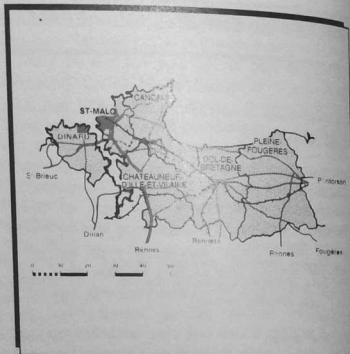 CANCALE
ST-MALO
DINARD
PLEINE
FOUGERES
DOL-DE-
BRETAGNE
St Brieuc
CHATEAUNEUF-
D'ILLE-ET-VILAINE
Pontorson
Dinan
Rennes
Rennes
Rennes
Fougères